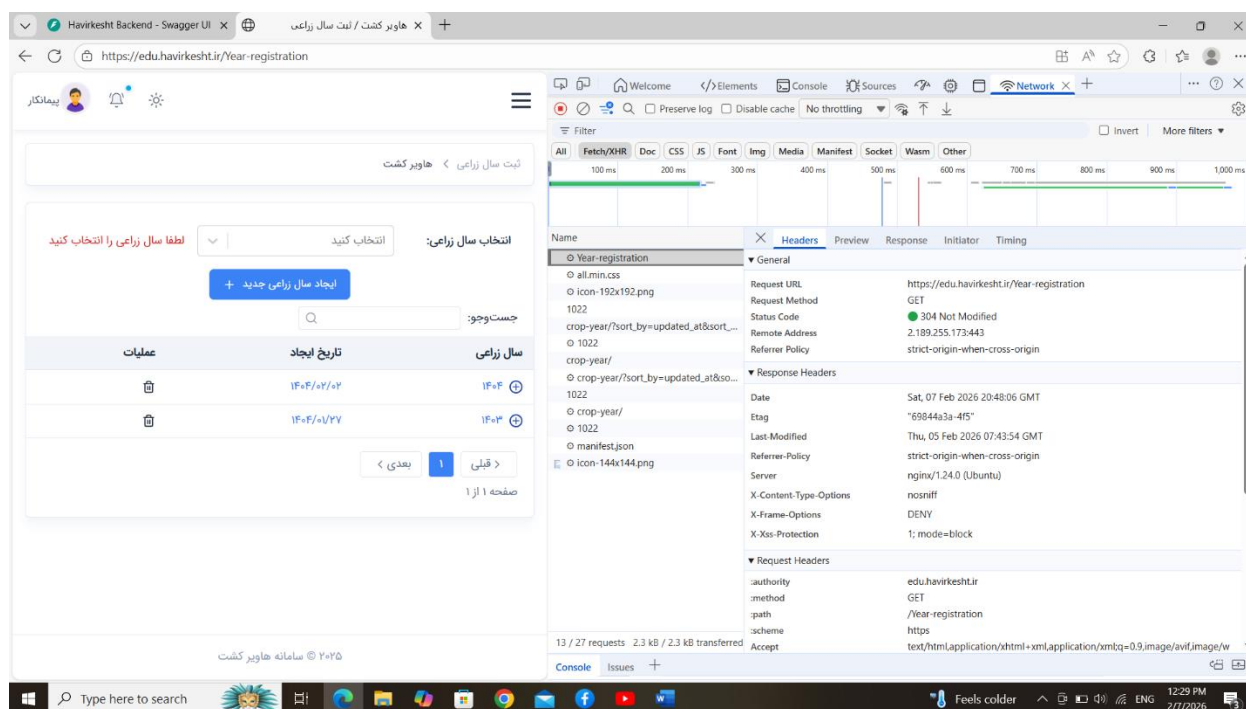 Havirkesht Backend - Swagger UI
هاویر کشت / ثبت سال زراعی
https://edu.havirkesht.ir/Year-registration
پیمانکار
ثبت سال زراعی > هاویر کشت
انتخاب سال زراعی:
انتخاب کنید
لطفا سال زراعی را انتخاب کنید
ایجاد سال زراعی جدید +
جست‌وجو:
سال زراعی تاریخ ایجاد عملیات
۱۴۰۴ ۱۴۰۴/۰۲/۰۲
۱۴۰۳ ۱۴۰۴/۰۱/۲۷
< قبلی ۱ بعدی >
صفحه ۱ از ۱
۲۰۲۵ © سامانه هاویر کشت
Welcome Elements Console Sources Network
Preserve log Disable cache No throttling
Filter Invert More filters
All Fetch/XHR Doc CSS JS Font Img Media Manifest Socket Wasm Other
100 ms 200 ms 300 ms 400 ms 500 ms 600 ms 700 ms 800 ms 900 ms 1,000 ms
Name
Year-registration
all.min.css
icon-192x192.png
1022
crop-year/?sort_by=updated_at&sort_...
1022
crop-year/
crop-year/?sort_by=updated_at&so...
1022
crop-year/
1022
manifest.json
icon-144x144.png
13 / 27 requests 2.3 kB / 2.3 kB transferred
Headers Preview Response Initiator Timing
General
Request URL https://edu.havirkesht.ir/Year-registration
Request Method GET
Status Code 304 Not Modified
Remote Address 2.189.255.173:443
Referrer Policy strict-origin-when-cross-origin
Response Headers
Date Sat, 07 Feb 2026 20:48:06 GMT
Etag "69844a3a-4f5"
Last-Modified Thu, 05 Feb 2026 07:43:54 GMT
Referrer-Policy strict-origin-when-cross-origin
Server nginx/1.24.0 (Ubuntu)
X-Content-Type-Options nosniff
X-Frame-Options DENY
X-Xss-Protection 1; mode=block
Request Headers
:authority edu.havirkesht.ir
:method GET
:path /Year-registration
:scheme https
Accept text/html,application/xhtml+xml,application/xml;q=0.9,image/avif,image/w
Console Issues
Type here to search
Feels colder
ENG
12:29 PM
2/7/2026